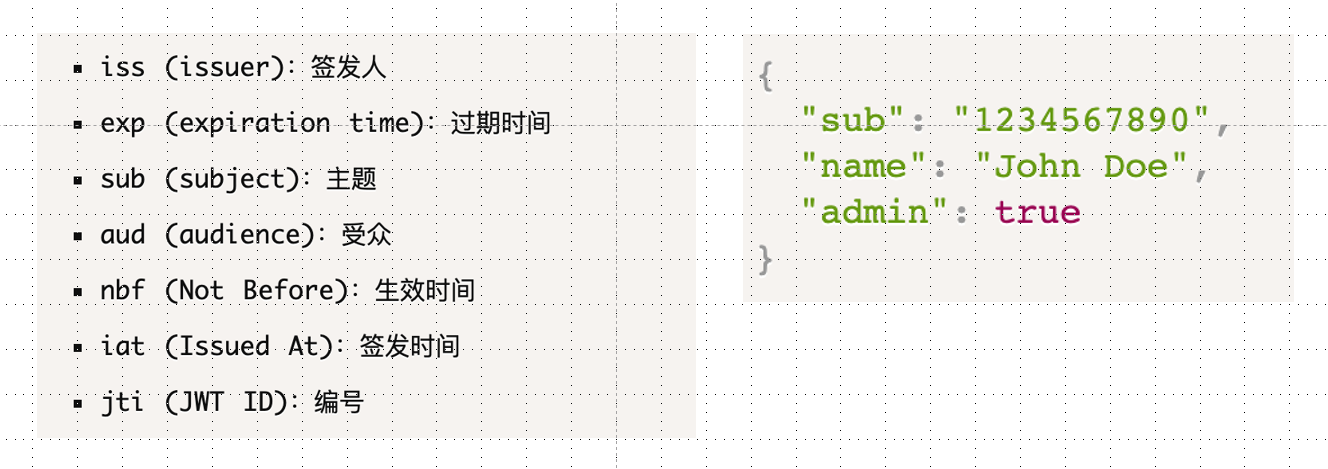 ▪ iss (issuer)：签发人
▪ exp (expiration time)：过期时间
▪ sub (subject)：主题
▪ aud (audience)：受众
▪ nbf (Not Before)：生效时间
▪ iat (Issued At)：签发时间
▪ jti (JWT ID)：编号
{
  "sub": "1234567890",
  "name": "John Doe",
  "admin": true
}